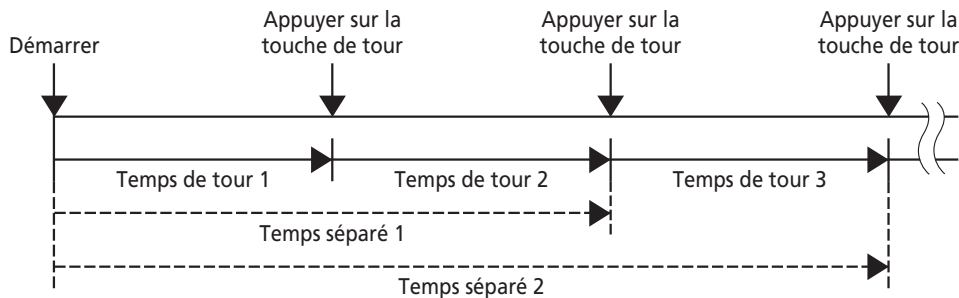 Démarrer
Appuyer sur la
touche de tour
Appuyer sur la
touche de tour
Appuyer sur la
touche de tour
Temps de tour 1
Temps de tour 2
Temps de tour 3
Temps séparé 1
Temps séparé 2